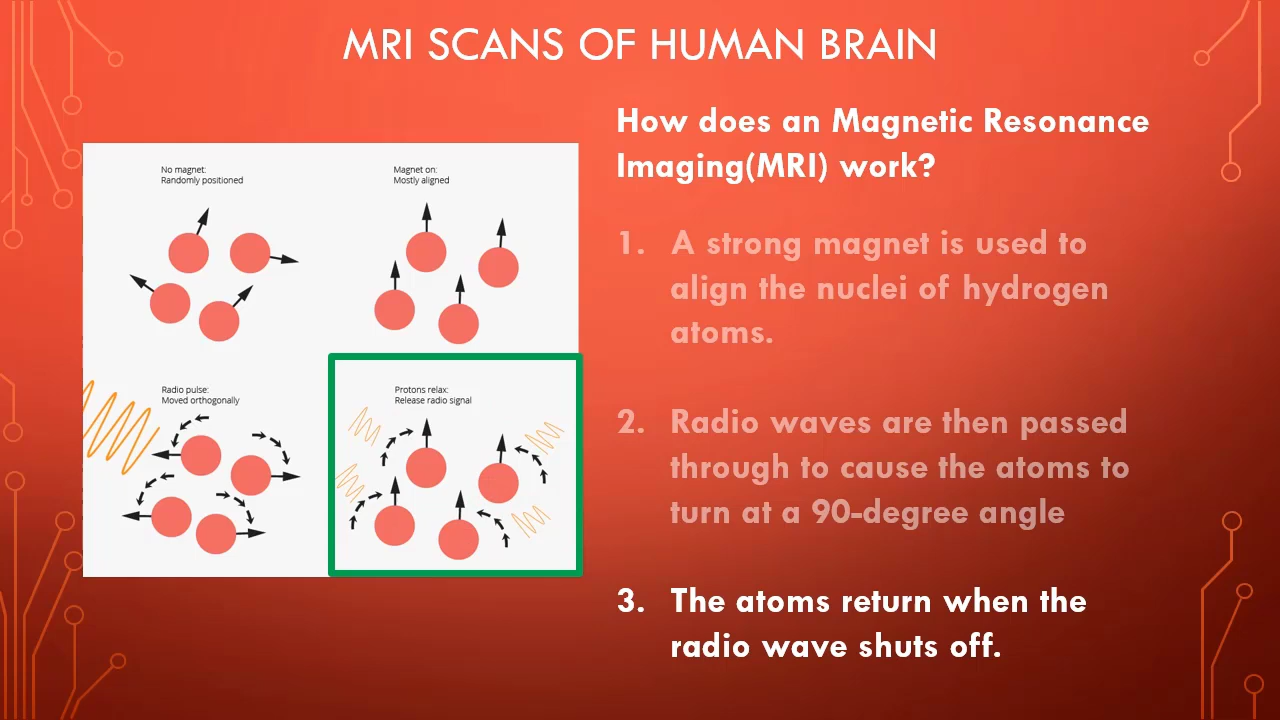 MRI SCANS OF HUMAN BRAIN
No magnet:
Randomly positioned
Magnet on:
Mostly aligned
Radio pulse:
Moved orthogonally
Protons relax:
Release radio signal
How does an Magnetic Resonance
Imaging(MRI) work?
1. A strong magnet is used to
align the nuclei of hydrogen
atoms.
2. Radio waves are then passed
through to cause the atoms to
turn at a 90-degree angle
3. The atoms return when the
radio wave shuts off.